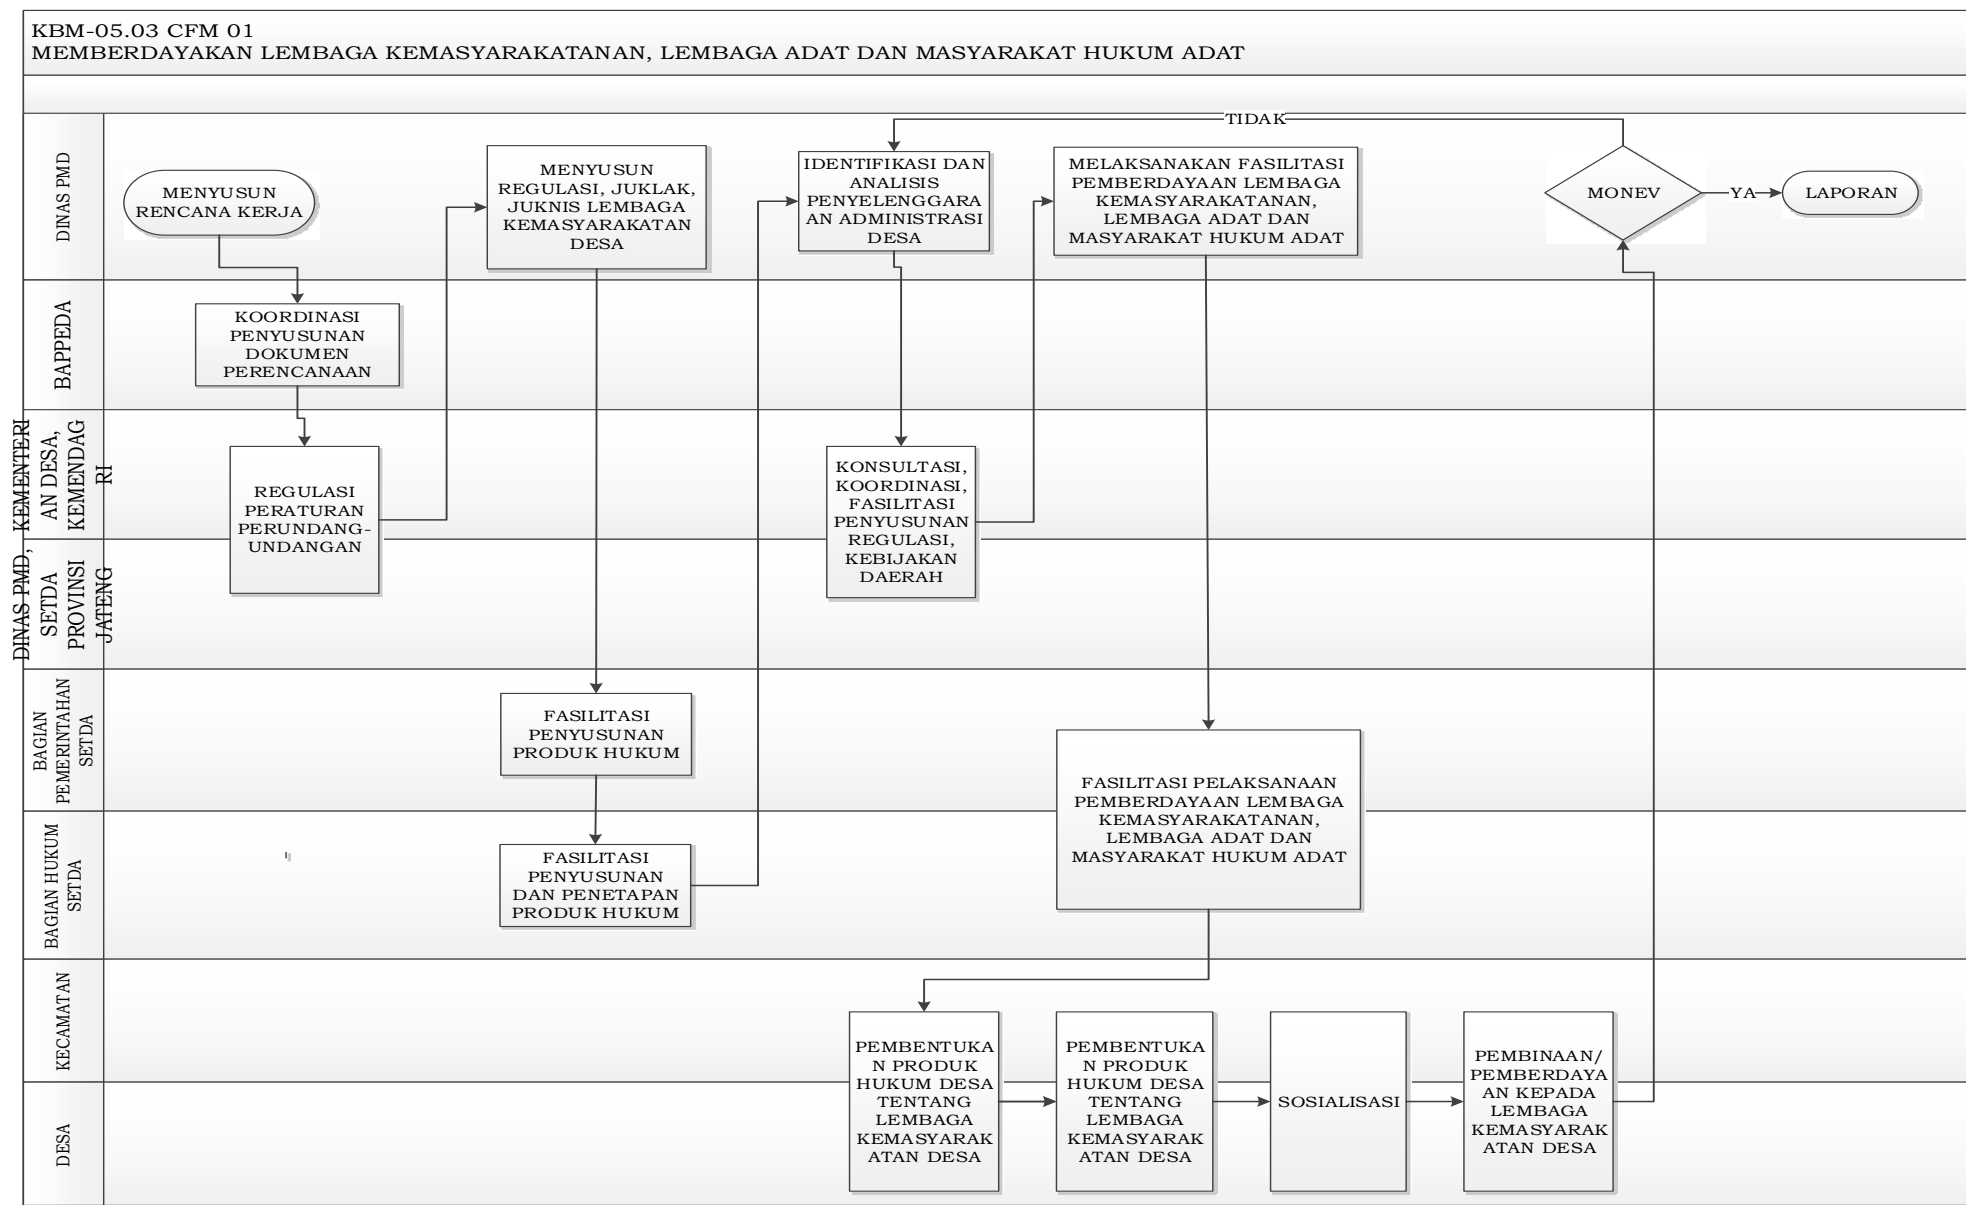 KBM-05.03 CFM 01
MEMBERDAYAKAN LEMBAGA KEMASYARAKATANAN, LEMBAGA ADAT DAN MASYARAKAT HUKUM ADAT
DINAS PMD
MENYUSUN
RENCANA KERJA
MENYUSUN
REGULASI, JUKLAK,
JUKNIS LEMBAGA
KEMASYARAKATAN
DESA
IDENTIFIKASI DAN
ANALISIS
PENYELENGGARA
AN ADMINISTRASI
DESA
MELAKSANAKAN FASILITASI
PEMBERDAYAAN LEMBAGA
KEMASYARAKATANAN,
LEMBAGA ADAT DAN
MASYARAKAT HUKUM ADAT
TIDAK
MONEV
YA
LAPORAN
BAPPEDA
KOORDINASI
PENYUSUNAN
DOKUMEN
PERENCANAAN
KEMENTERI
AN DESA,
KEMENDAG
RI
REGULASI
PERATURAN
PERUNDANG-
UNDANGAN
KONSULTASI,
KOORDINASI,
FASILITASI
PENYUSUNAN
REGULASI,
KEBIJAKAN
DAERAH
DINAS PMD,
SETDA
PROVINSI
JATENG
BAGIAN
PEMERINTAHAN
SETDA
FASILITASI
PENYUSUNAN
PRODUK HUKUM
FASILITASI PELAKSANAAN
PEMBERDAYAAN LEMBAGA
KEMASYARAKATANAN,
LEMBAGA ADAT DAN
MASYARAKAT HUKUM ADAT
BAGIAN HUKUM
SETDA
FASILITASI
PENYUSUNAN
DAN PENETAPAN
PRODUK HUKUM
KECAMATAN
PEMBENTUKA
N PRODUK
HUKUM DESA
TENTANG
LEMBAGA
KEMASYARAK
ATAN DESA
PEMBENTUKA
N PRODUK
HUKUM DESA
TENTANG
LEMBAGA
KEMASYARAK
ATAN DESA
SOSIALISASI
PEMBINAAN/
PEMBERDAYA
AN KEPADA
LEMBAGA
KEMASYARAK
ATAN DESA
DESA